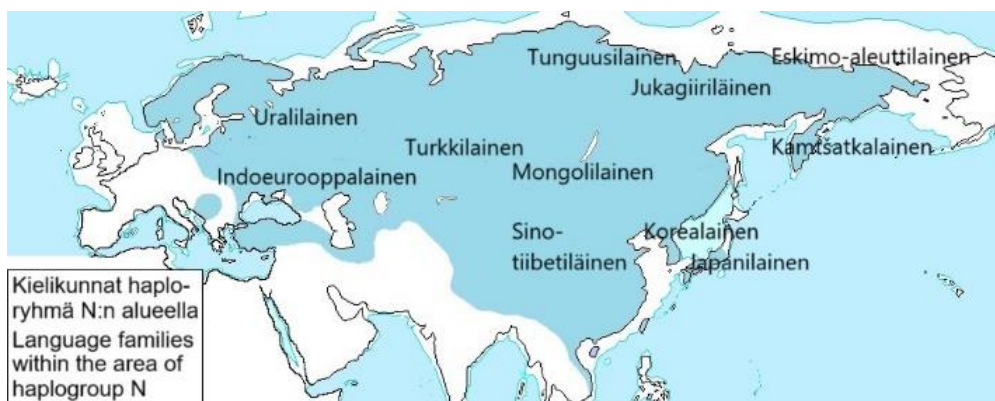 Tunguusilainen
Eskimo-aleuttilainen
Jukagiiriläinen
Uralilainen
Turkkilainen
Kamtsatkalainen
Indoeurooppalainen
Mongolilainen
Sino-
tiibetiläinen
Korealainen
Japanilainen
Kielikunnat haplo-
ryhmä N:n alueella
Language families
within the area of
haplogroup N